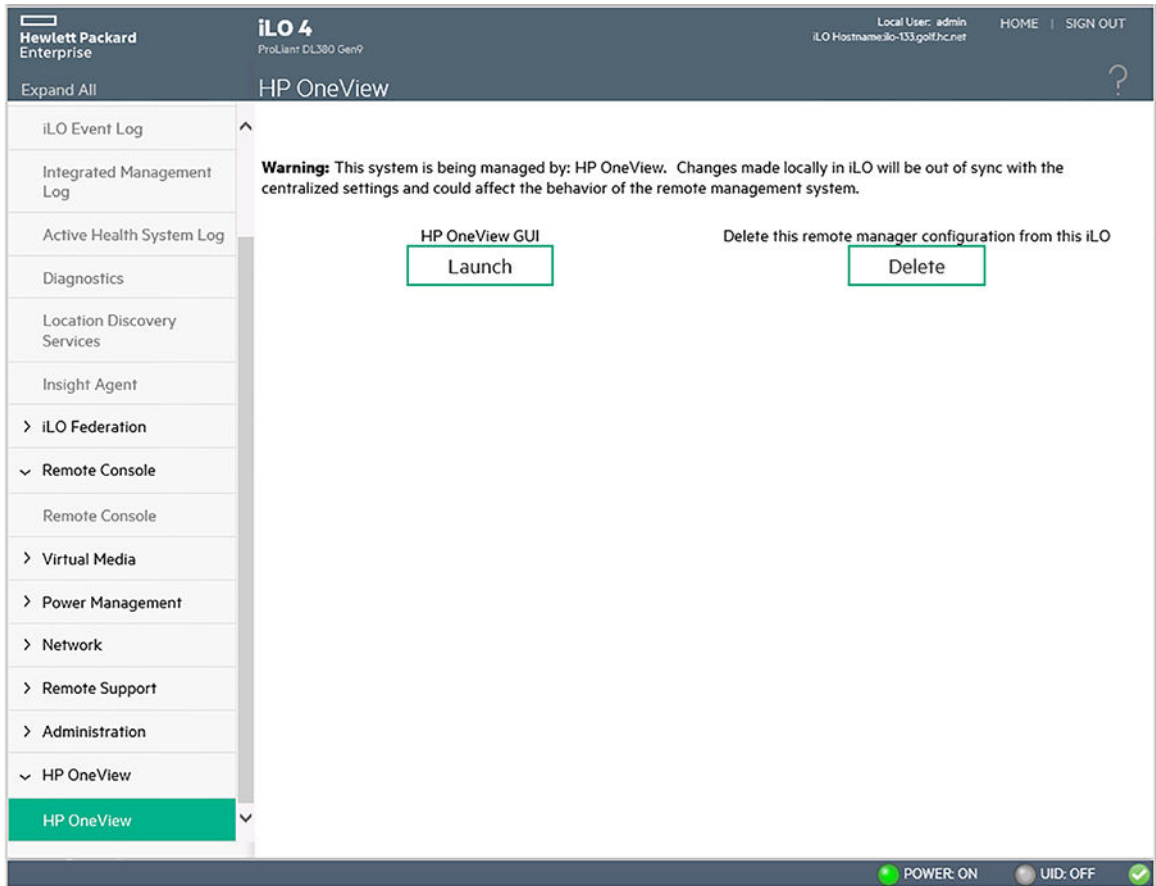 Hewlett Packard
Enterprise
iLO 4
ProLiant DL380 Gen9
Local User: admin
iLO Hostname:ilo-133.golf.hc.net
HOME | SIGN OUT
Expand All
HP OneView
?
iLO Event Log
Integrated Management
Log
Active Health System Log
Diagnostics
Location Discovery
Services
Insight Agent
iLO Federation
Remote Console
Remote Console
Virtual Media
Power Management
Network
Remote Support
Administration
HP OneView
HP OneView
Warning: This system is being managed by: HP OneView. Changes made locally in iLO will be out of sync with the
centralized settings and could affect the behavior of the remote management system.
HP OneView GUI
Launch
Delete this remote manager configuration from this iLO
Delete
POWER: ON
UID: OFF